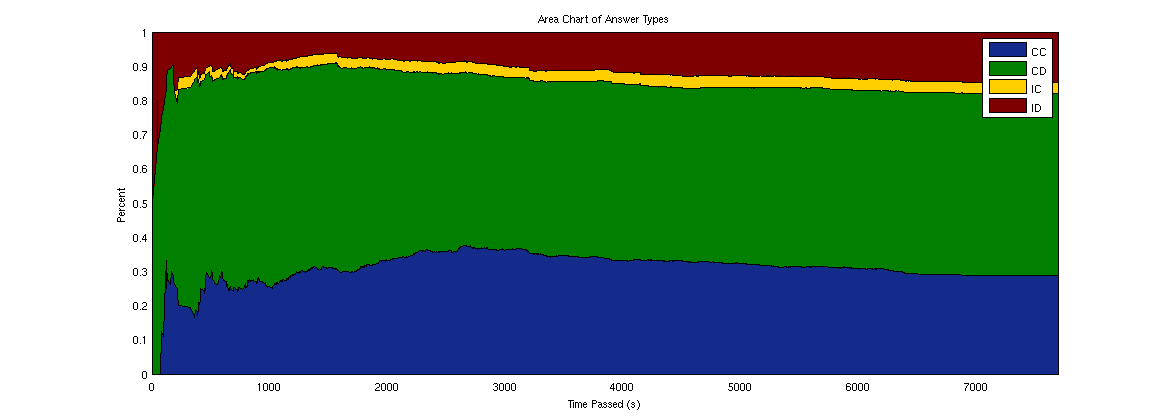 Area Chart of Answer Types
1
0.9
0.8
0.7
0.6
0.5
0.4
0.3
0.2
0.1
0
Percent
CC
CD
IC
ID
0 1000 2000 3000 4000 5000 6000 7000
Time Passed (s)